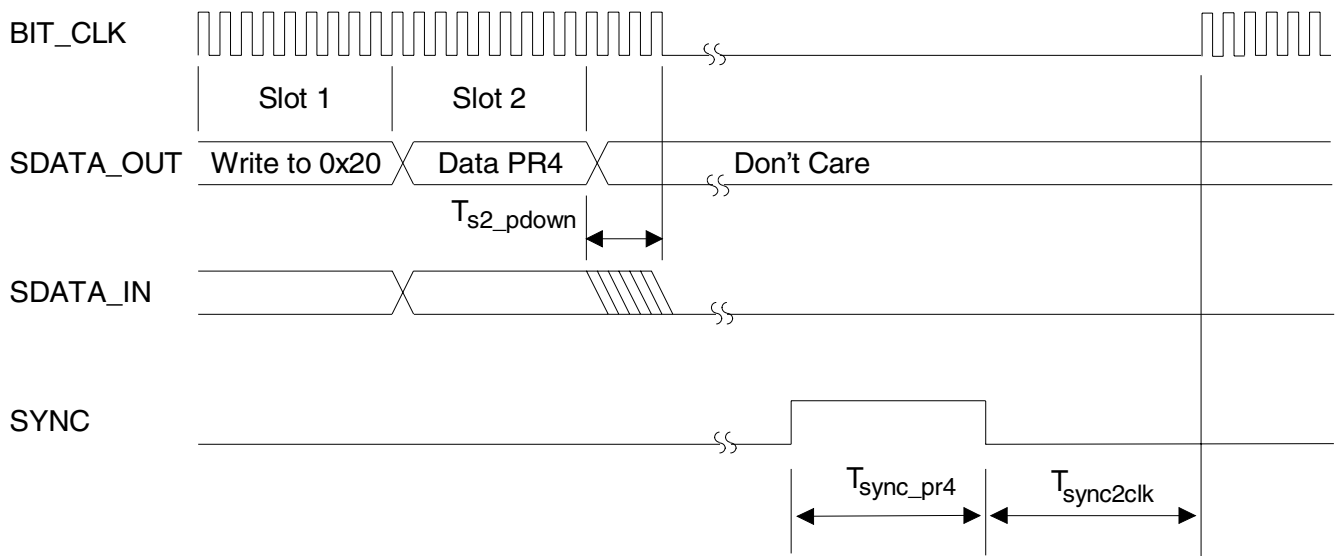 BIT_CLK
Slot 1
Slot 2
SDATA_OUT
Write to 0x20
Data PR4
Don't Care
Ts2_pdown
SDATA_IN
SYNC
Tsync_pr4
Tsync2clk